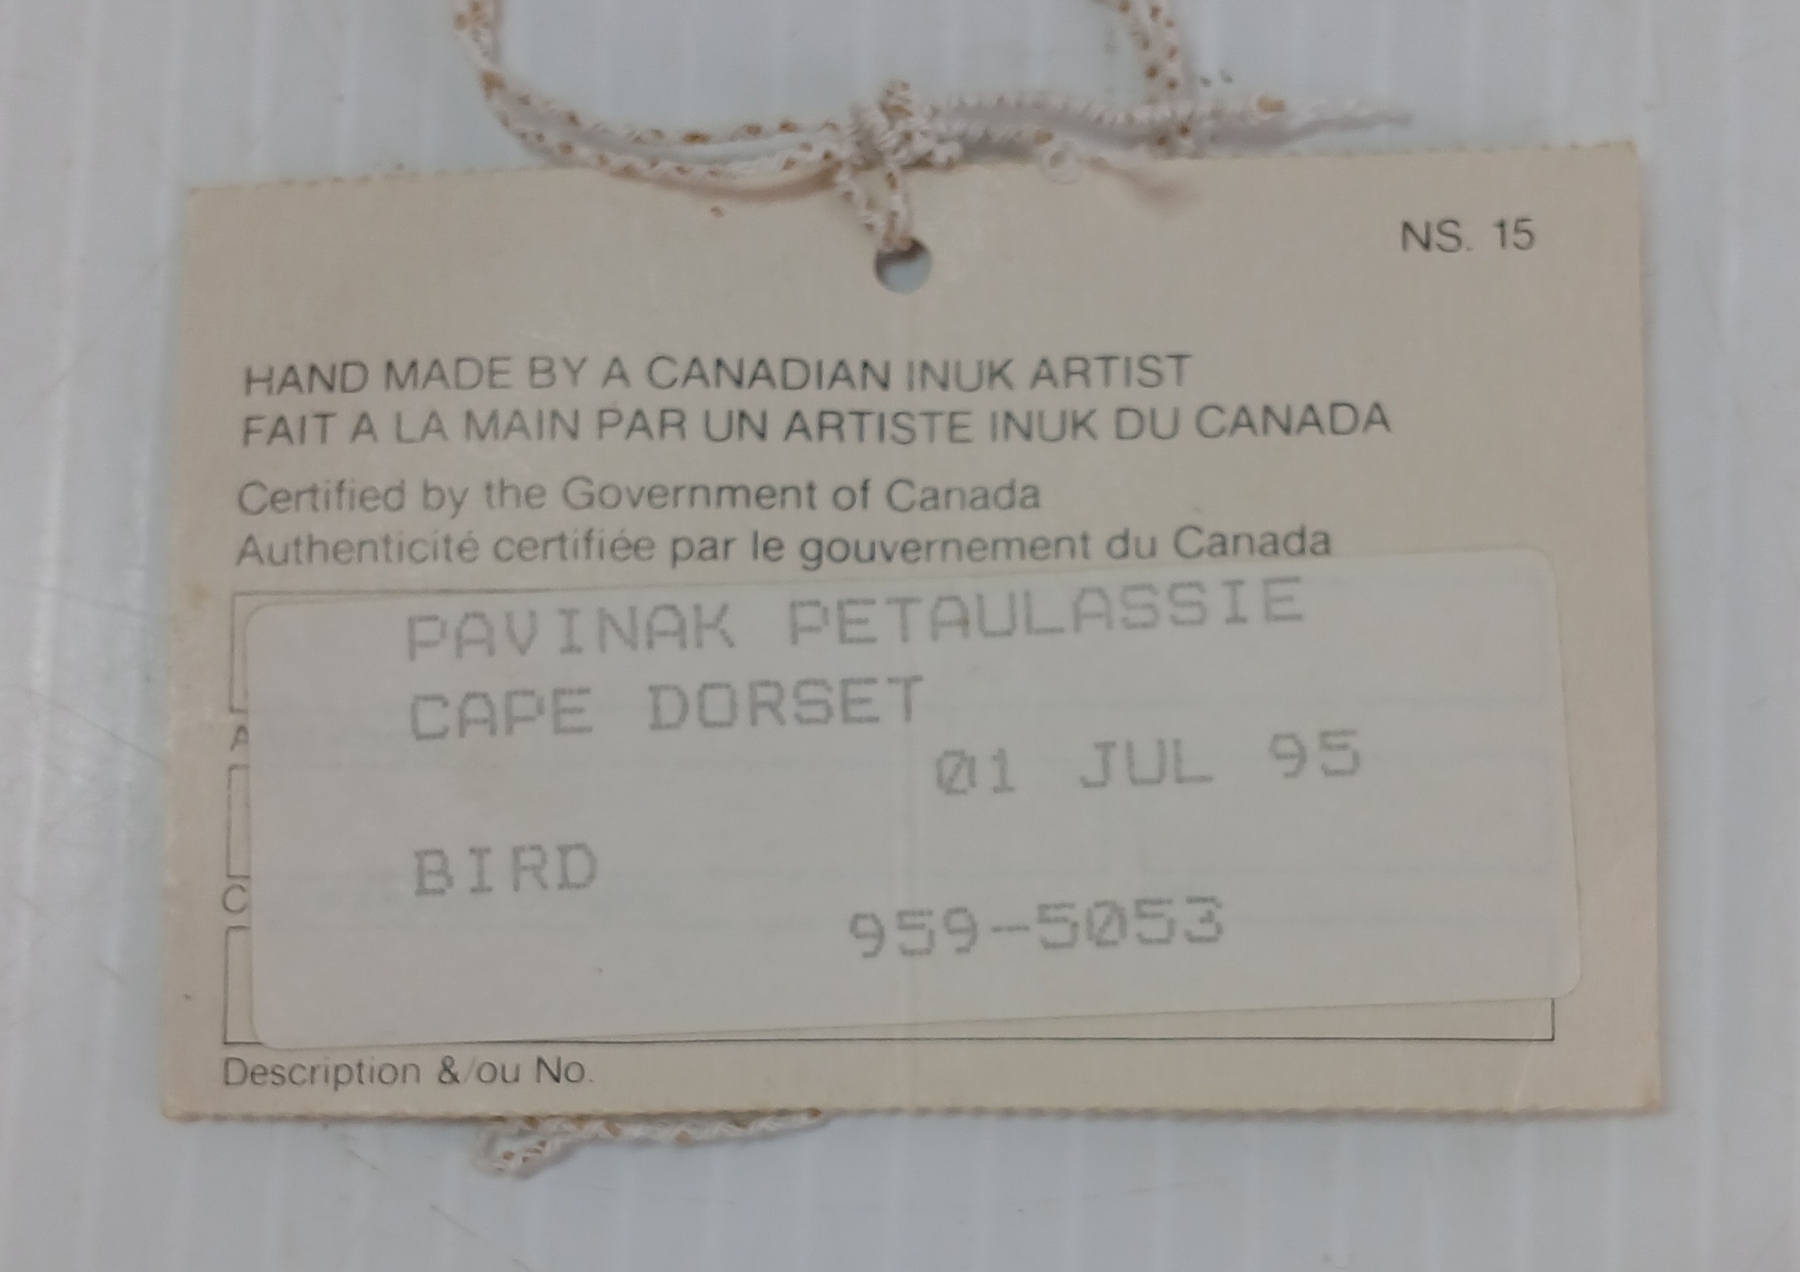 NS. 15
HAND MADE BY A CANADIAN INUK ARTIST
FAIT A LA MAIN PAR UN ARTISTE INUK DU CANADA
Certified by the Government of Canada
Authenticité certifiée par le gouvernement du Canada
PAVINAK PETAULASSIE
CAPE DORSET
01 JUL 95
BIRD
959-5053
Description &/ou No.